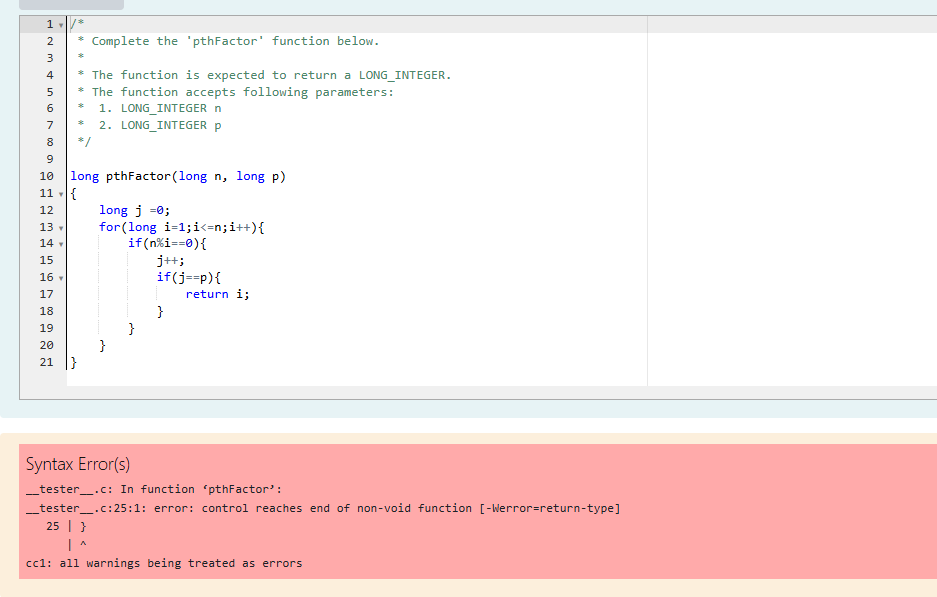 1 /*
2  * Complete the 'pthFactor' function below.
3  *
4  * The function is expected to return a LONG_INTEGER.
5  * The function accepts following parameters:
6  *  1. LONG_INTEGER n
7  *  2. LONG_INTEGER p
8  */
9
10 long pthFactor(long n, long p)
11 {
12     long j =0;
13     for(long i=1;i<=n;i++){
14         if(n%i==0){
15             j++;
16             if(j==p){
17                 return i;
18             }
19         }
20     }
21 }
Syntax Error(s)
__tester__.c: In function ‘pthFactor’:
__tester__.c:25:1: error: control reaches end of non-void function [-Werror=return-type]
   25 | }
      | ^
cc1: all warnings being treated as errors